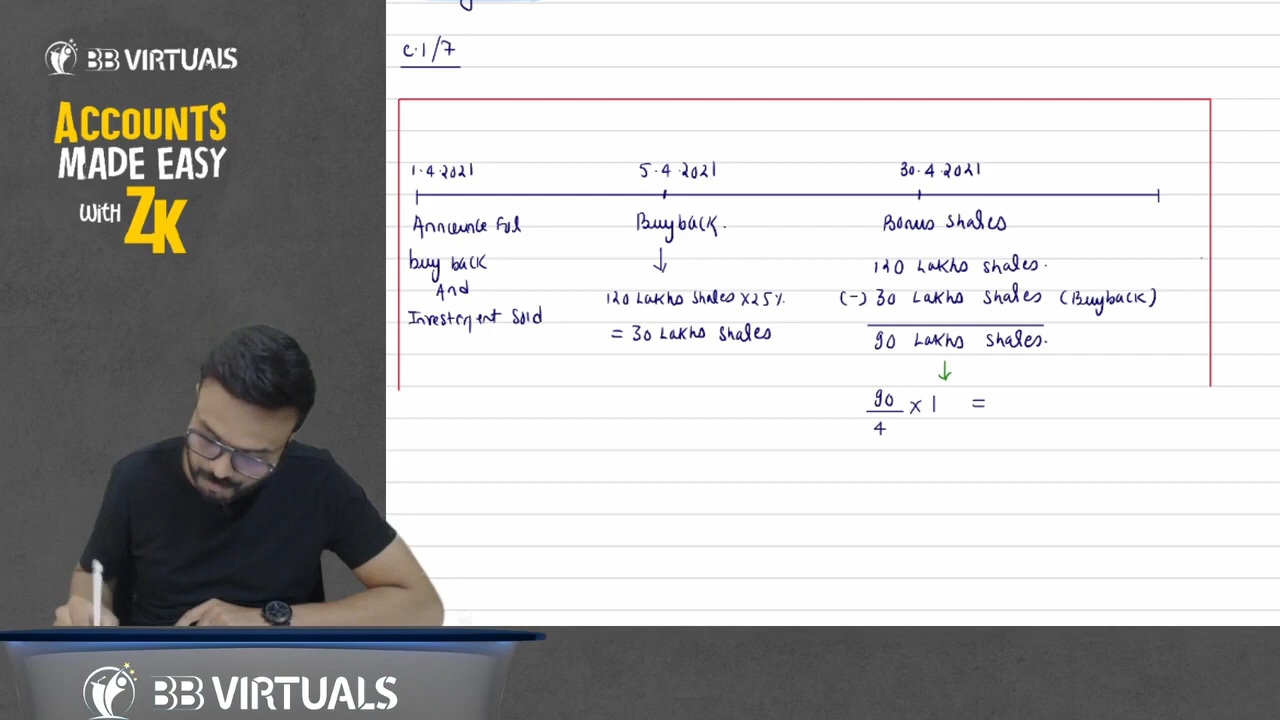 BB VIRTUALS
ACCOUNTS
MADE EASY
WITH ZK
C.1/7
1.4.2021 5.4.2021 30.4.2021
Announce ful Buyback. Bonus shares
buy back
And
Investment sold
120 Lakhs shares x 25%
= 30 Lakhs shares
120 Lakhs shares.
(-) 30 Lakhs shares (Buyback)
90 Lakhs shares.
90
4
x 1 =
BB VIRTUALS